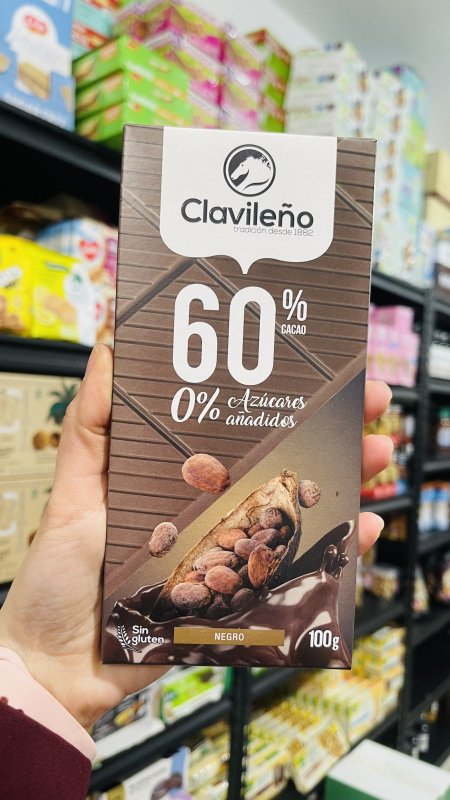 Clavileño
tradición desde 1882
60%
CACAO
0% Azúcares
añadidos
Sin
gluten
NEGRO
100g